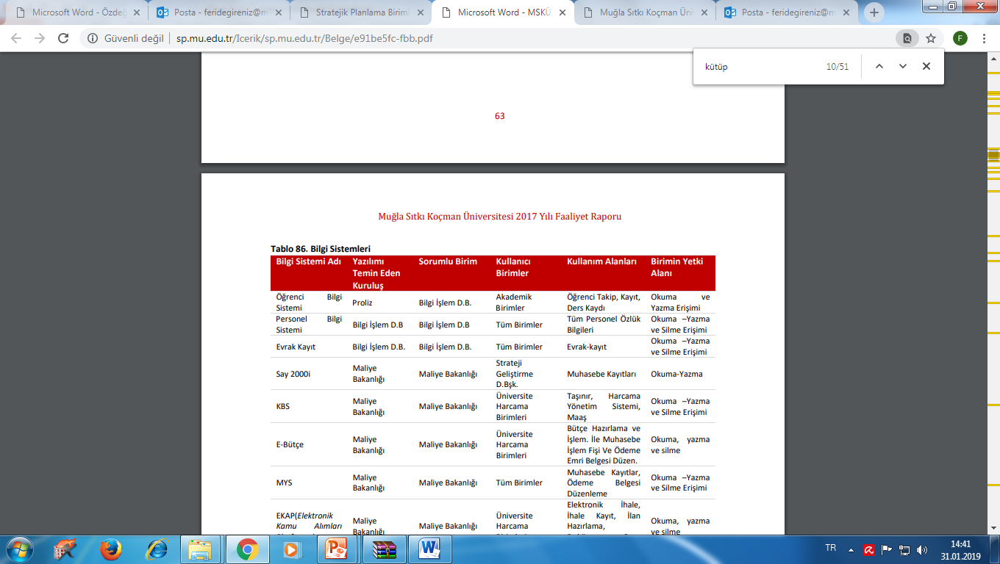 Microsoft Word - Özdeğ
Posta - feridegireniz@m
Stratejik Planlama Birimi
Microsoft Word - MSKÜ
Muğla Sıtkı Koçman Üni
Posta - feridegireniz@m
Güvenli değil | sp.mu.edu.tr/Icerik/sp.mu.edu.tr/Belge/e91be5fc-fbb.pdf
F
kütüp 10/51
63
Muğla Sıtkı Koçman Üniversitesi 2017 Yılı Faaliyet Raporu
Tablo 86. Bilgi Sistemleri
Bilgi Sistemi Adı
Yazılımı
Temin Eden
Kuruluş
Sorumlu Birim
Kullanıcı
Birimler
Kullanım Alanları
Birimin Yetki
Alanı
Öğrenci Bilgi
Sistemi
Proliz
Bilgi İşlem D.B.
Akademik
Birimler
Öğrenci Takip, Kayıt,
Ders Kaydı
Okuma ve
Yazma Erişimi
Personel Bilgi
Sistemi
Bilgi İşlem D.B
Bilgi İşlem D.B
Tüm Birimler
Tüm Personel Özlük
Bilgileri
Okuma –Yazma
ve Silme Erişimi
Evrak Kayıt
Bilgi İşlem D.B.
Bilgi İşlem D.B.
Tüm Birimler
Evrak-kayıt
Okuma –Yazma
ve Silme Erişimi
Say 2000i
Maliye
Bakanlığı
Maliye Bakanlığı
Strateji
Geliştirme
D.Bşk.
Muhasebe Kayıtları
Okuma-Yazma
KBS
Maliye
Bakanlığı
Maliye Bakanlığı
Üniversite
Harcama
Birimleri
Taşınır, Harcama
Yönetim Sistemi,
Maaş
Okuma –Yazma
ve Silme Erişimi
E-Bütçe
Maliye
Bakanlığı
Maliye Bakanlığı
Üniversite
Harcama
Birimleri
Bütçe Hazırlama ve
İşlem. İle Muhasebe
İşlem Fişi Ve Ödeme
Emri Belgesi Düzen.
Okuma, yazma
ve silme
MYS
Maliye
Bakanlığı
Maliye Bakanlığı
Tüm Birimler
Muhasebe Kayıtlar,
Ödeme Belgesi
Düzenleme
Okuma –Yazma
ve Silme Erişimi
EKAP(Elektronik
Kamu Alımları
Maliye
Bakanlığı
Maliye Bakanlığı
Üniversite
Harcama
Elektronik İhale,
İhale Kayıt, İlan
Hazırlama,
Okuma, yazma
ve silme
TR
14:41
31.01.2019